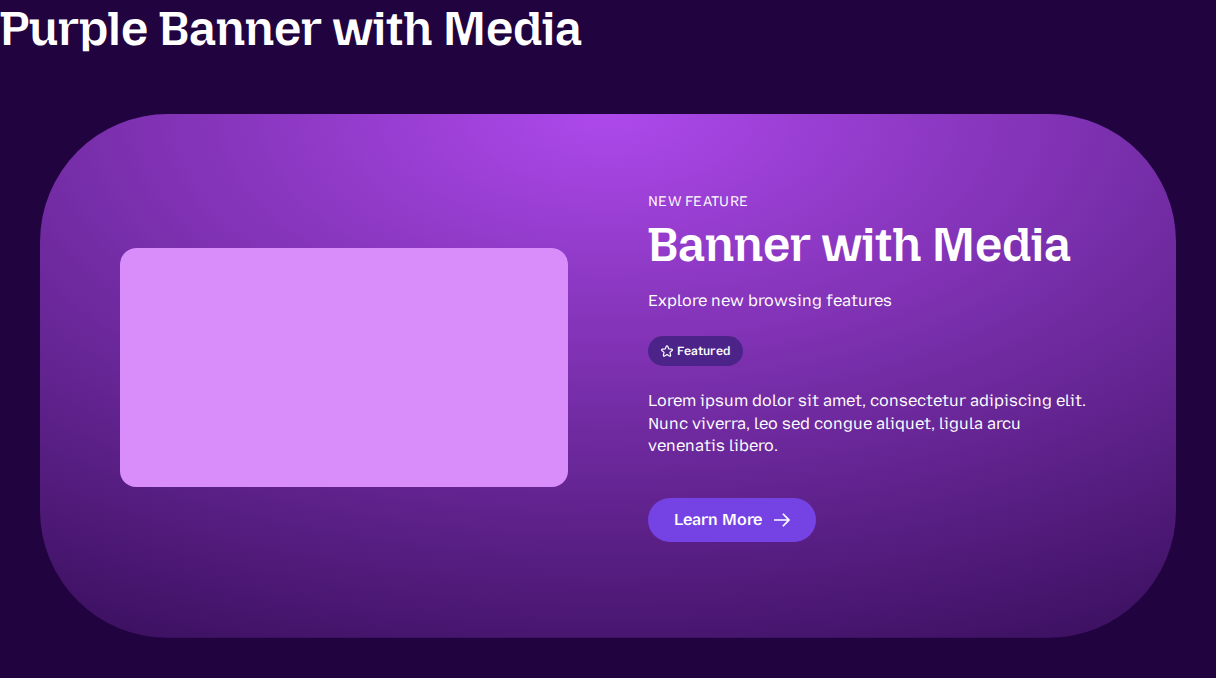 Purple Banner with Media
NEW FEATURE
Banner with Media
Explore new browsing features
Featured
Lorem ipsum dolor sit amet, consectetur adipiscing elit.
Nunc viverra, leo sed congue aliquet, ligula arcu
venenatis libero.
Learn More